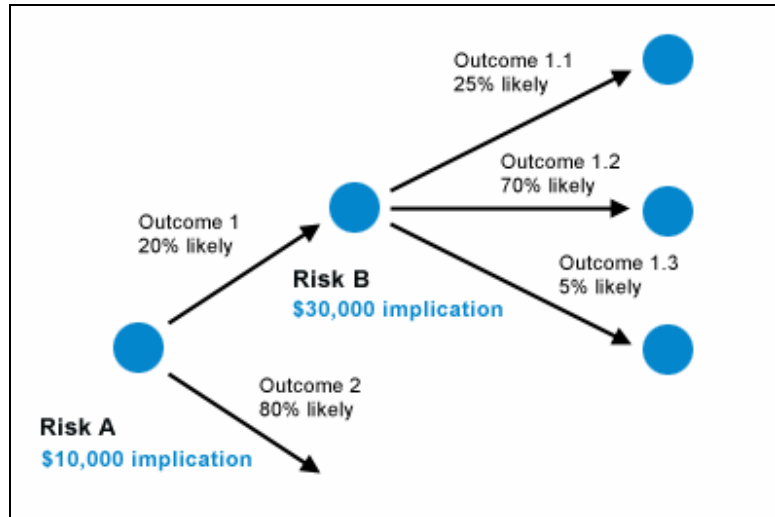 Outcome 1.1
25% likely
Outcome 1.2
70% likely
Outcome 1
20% likely
Outcome 1.3
5% likely
Risk B
$30,000 implication
Outcome 2
80% likely
Risk A
$10,000 implication